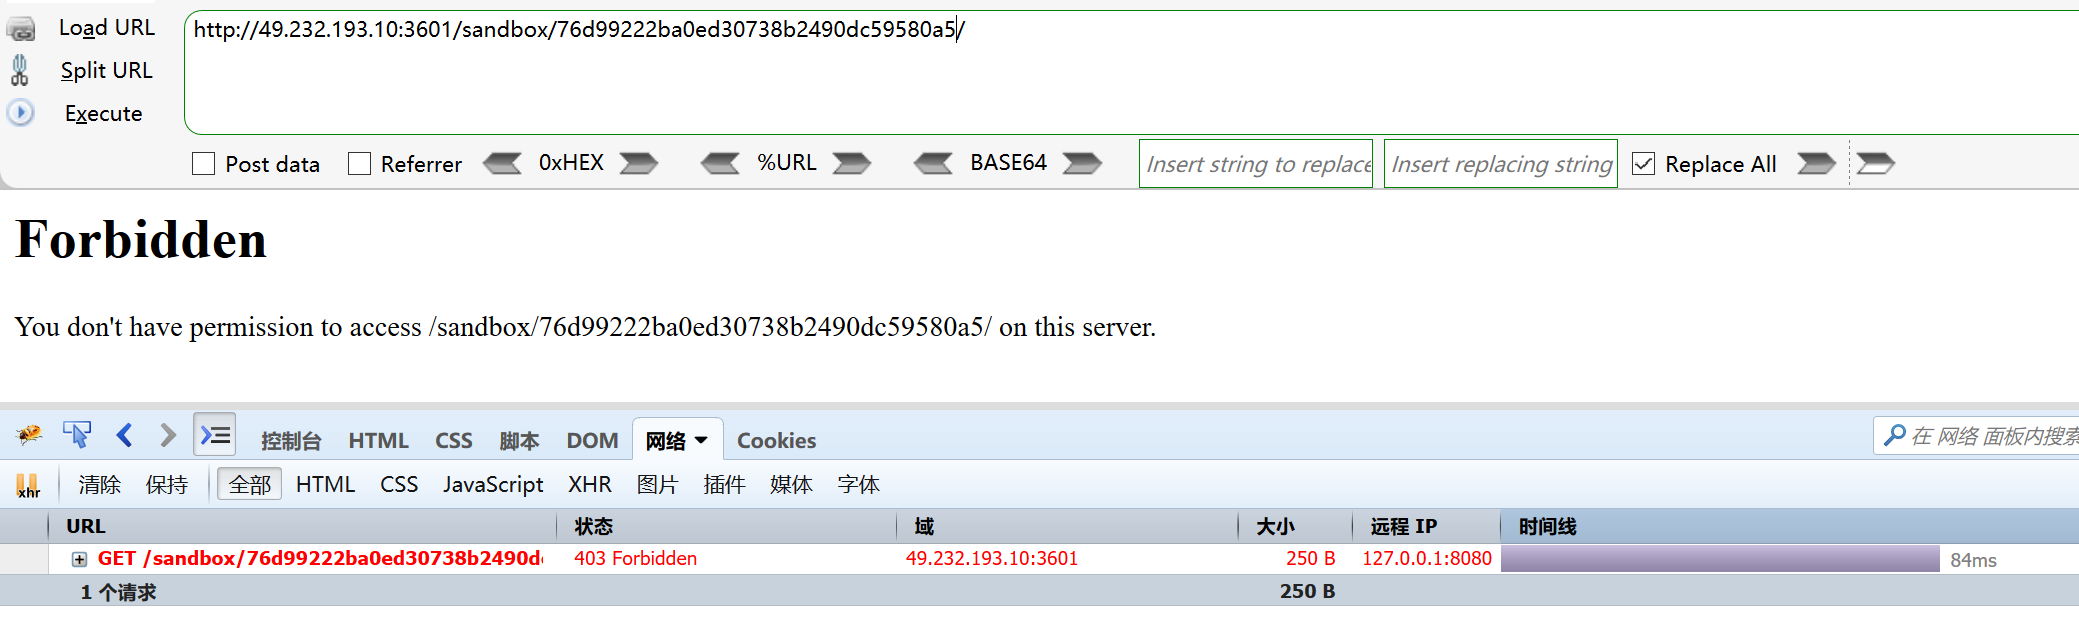 Load URL
http://49.232.193.10:3601/sandbox/76d99222ba0ed30738b2490dc59580a5/
Split URL
Execute
Post data Referrer 0xHEX %URL BASE64 Insert string to replace Insert replacing string Replace All
Forbidden
You don't have permission to access /sandbox/76d99222ba0ed30738b2490dc59580a5/ on this server.
控制台 HTML CSS 脚本 DOM 网络 Cookies 在 网络 面板内搜索
xhr 清除 保持 全部 HTML CSS JavaScript XHR 图片 插件 媒体 字体
URL 状态 域 大小 远程 IP 时间线
GET /sandbox/76d99222ba0ed30738b2490d 403 Forbidden 49.232.193.10:3601 250 B 127.0.0.1:8080 84ms
1 个请求 250 B